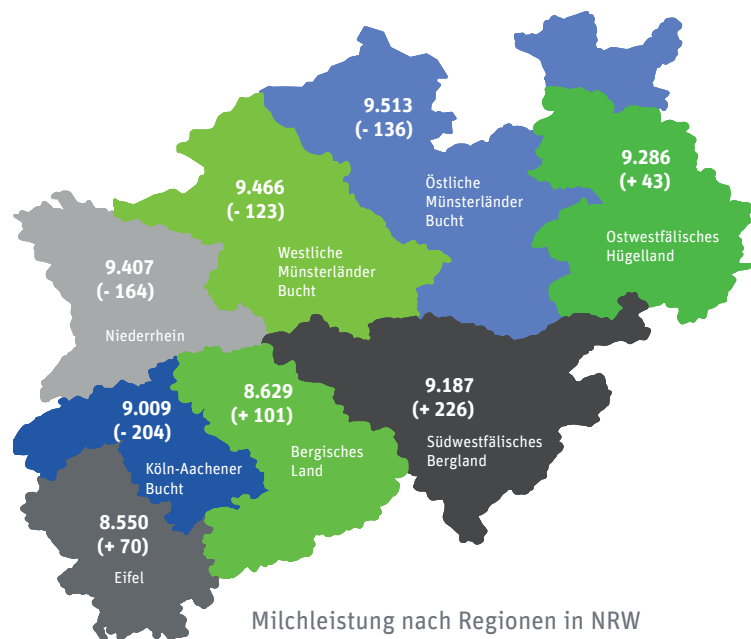 9.513
(- 136)
Östliche
Münsterländer
Bucht
9.286
(+ 43)
Ostwestfälisches
Hügelland
9.466
(- 123)
Westliche
Münsterländer
Bucht
9.407
(- 164)
Niederrhein
8.629
(+ 101)
Bergisches
Land
9.187
(+ 226)
Südwestfälisches
Bergland
9.009
(- 204)
Köln-Aachener
Bucht
8.550
(+ 70)
Eifel
Milchleistung nach Regionen in NRW